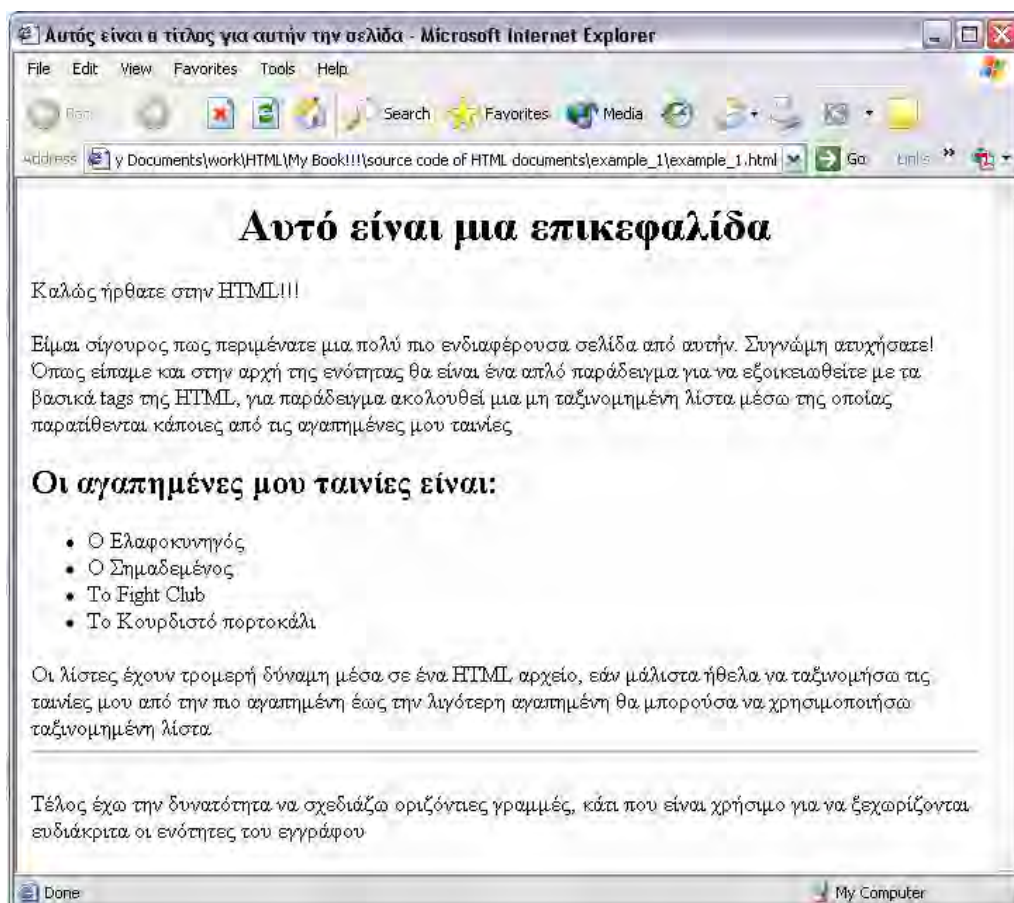 Αυτός είναι ο τίτλος για αυτήν την σελίδα - Microsoft Internet Explorer
File Edit View Favorites Tools Help
Back Search Favorites Media
Address y Documents\work\HTML\My Book!!!\source code of HTML documents\example_1\example_1.html Go Links »
Αυτό είναι μια επικεφαλίδα
Καλώς ήρθατε στην HTML!!!
Είμαι σίγουρος πως περιμένατε μια πολύ πιο ενδιαφέρουσα σελίδα από αυτήν. Συγνώμη ατυχήσατε!
Όπως είπαμε και στην αρχή της ενότητας θα είναι ένα απλό παράδειγμα για να εξοικειωθείτε με τα
βασικά tags της HTML, για παράδειγμα ακολουθεί μια μη ταξινομημένη λίστα μέσω της οποίας
παρατίθενται κάποιες από τις αγαπημένες μου ταινίες
Οι αγαπημένες μου ταινίες είναι:
• Ο Ελαφοκυνηγός
• Ο Σημαδεμένος
• Το Fight Club
• Το Κουρδιστό πορτοκάλι
Οι λίστες έχουν τρομερή δύναμη μέσα σε ένα HTML αρχείο, εάν μάλιστα ήθελα να ταξινομήσω τις
ταινίες μου από την πιο αγαπημένη έως την λιγότερη αγαπημένη θα μπορούσα να χρησιμοποιήσω
ταξινομημένη λίστα
Τέλος έχω την δυνατότητα να σχεδιάζω οριζόντιες γραμμές, κάτι που είναι χρήσιμο για να ξεχωρίζονται
ευδιάκριτα οι ενότητες του εγγράφου
Done My Computer